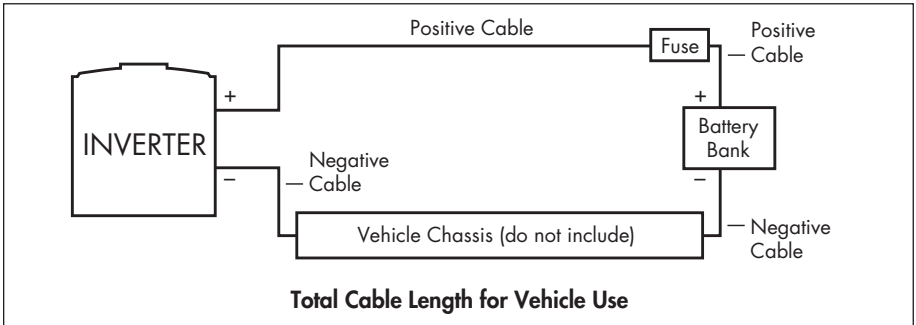 Positive Cable
Fuse
Positive
Cable
+
+
INVERTER
Battery
Bank
Negative
Cable
–
–
Vehicle Chassis (do not include)
Negative
Cable
Total Cable Length for Vehicle Use